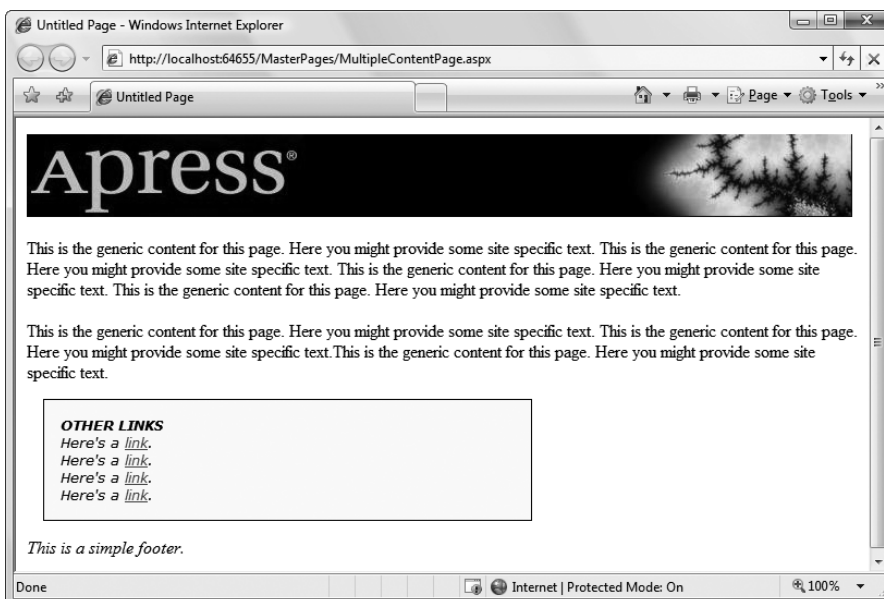 Untitled Page - Windows Internet Explorer
http://localhost:64655/MasterPages/MultipleContentPage.aspx
Untitled Page
Page
Tools
Apress®
This is the generic content for this page. Here you might provide some site specific text. This is the generic content for this page.
Here you might provide some site specific text. This is the generic content for this page. Here you might provide some site
specific text. This is the generic content for this page. Here you might provide some site specific text.
This is the generic content for this page. Here you might provide some site specific text. This is the generic content for this page.
Here you might provide some site specific text.This is the generic content for this page. Here you might provide some site
specific text.
OTHER LINKS
Here's a link.
Here's a link.
Here's a link.
Here's a link.
This is a simple footer.
Done
Internet | Protected Mode: On
100%